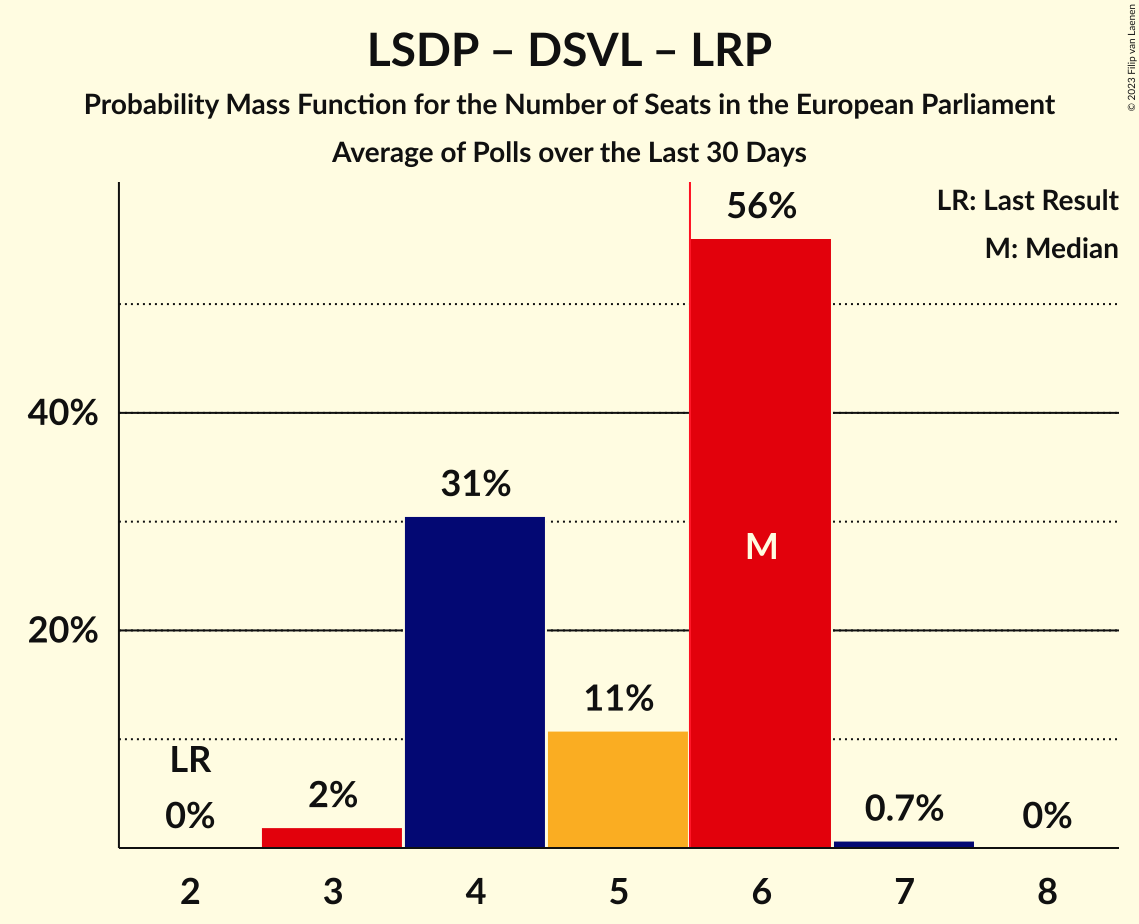 LSDP – DSVL – LRP
Probability Mass Function for the Number of Seats in the European Parliament
Average of Polls over the Last 30 Days
© 2023 Filip van Laenen
LR: Last Result
M: Median
56%
40%
31%
M
20%
11%
LR
0%
2%
0.7%
0%
2 3 4 5 6 7 8